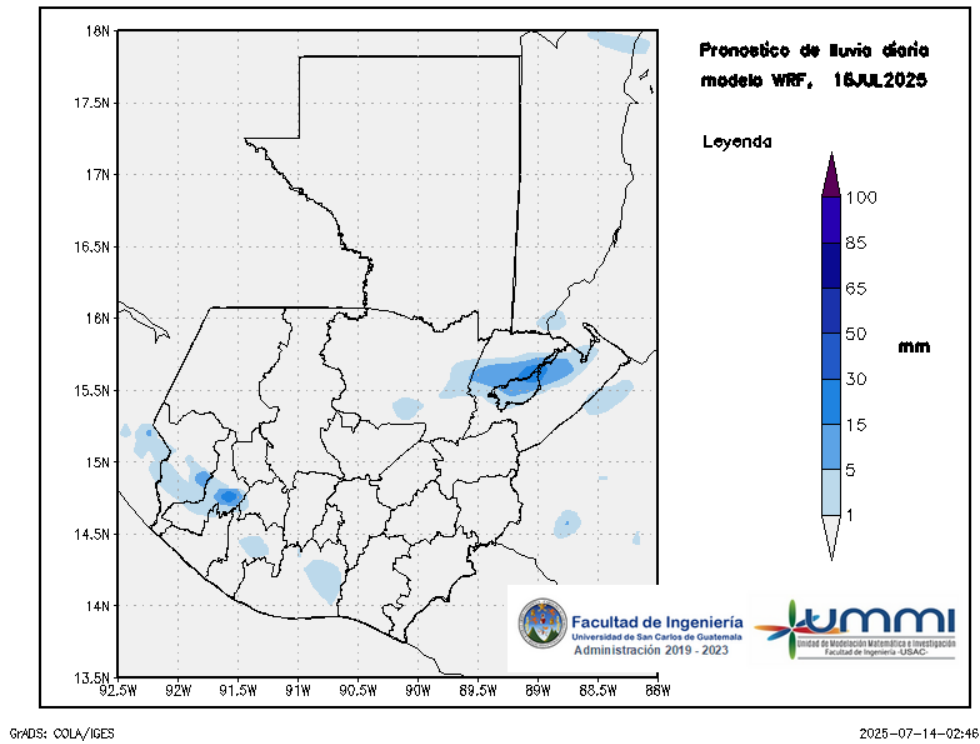 Pronostico de lluvia diaria
modelo WRF, 16JUL2025
Leyenda
100
85
65
50
30
15
5
1
mm
18N
17.5N
17N
16.5N
16N
15.5N
15N
14.5N
14N
13.5N
92.5W
92W
91.5W
91W
90.5W
90W
89.5W
89W
88.5W
88W
Facultad de Ingeniería
Universidad de San Carlos de Guatemala
Administración 2019 - 2023
UMMI
Unidad de Modelación Matemática e Investigación
Facultad de Ingeniería -USAC-
GrADS: COLA/IGES
2025-07-14-02:46